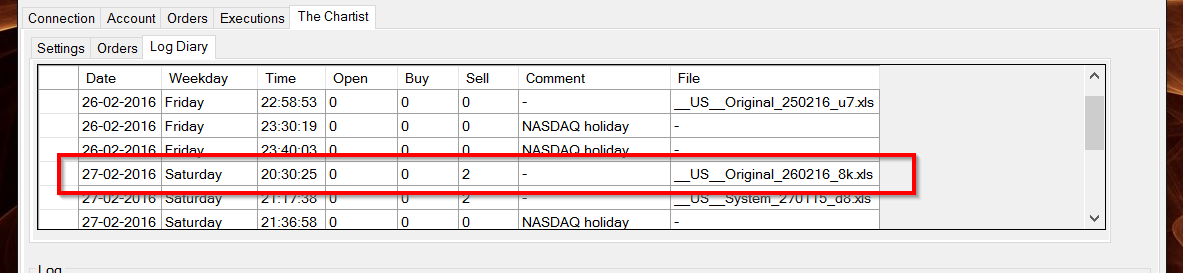 Connection Account Orders Executions The Chartist
Settings Orders Log Diary
Date Weekday Time Open Buy Sell Comment File
26-02-2016 Friday 22:58:53 0 0 0 - __US__Original_250216_u7.xls
26-02-2016 Friday 23:30:19 0 0 0 NASDAQ holiday -
26-02-2016 Friday 23:40:03 0 0 0 NASDAQ holiday -
27-02-2016 Saturday 20:30:25 0 0 2 - __US__Original_260216_8k.xls
27-02-2016 Saturday 21:17:38 0 0 2 - __US__System_270115_d8.xls
27-02-2016 Saturday 21:36:58 0 0 0 NASDAQ holiday -
Log